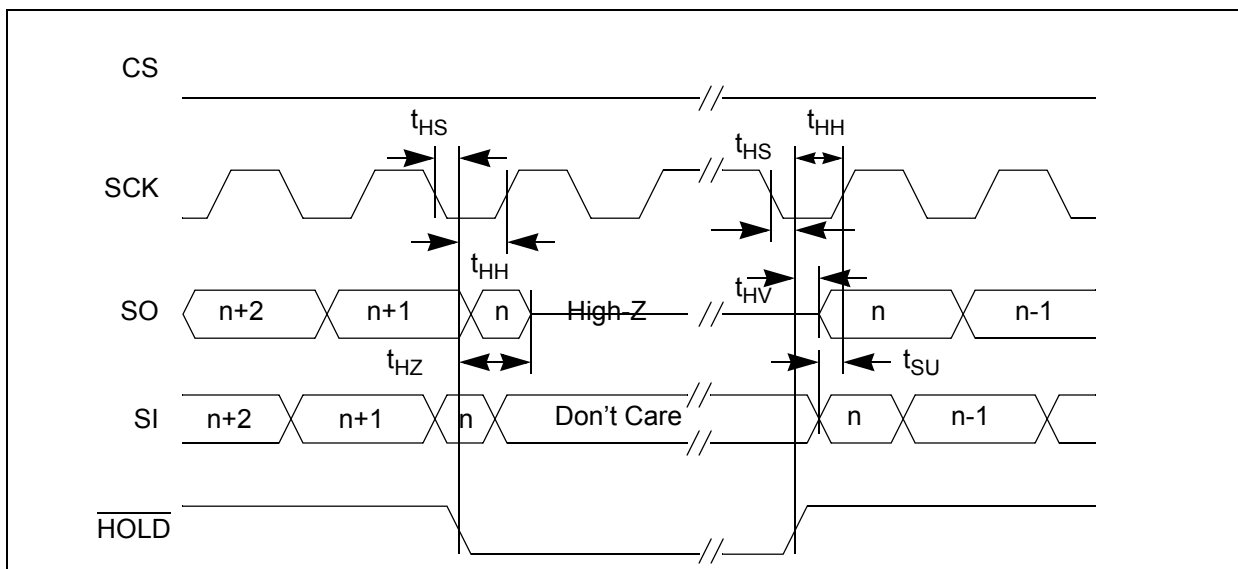 CS
tHS
tHH
tHS
SCK
tHH
tHV
SO
n+2
n+1
n
High-Z
n
n-1
tHZ
tSU
SI
n+2
n+1
n
Don't Care
n
n-1
HOLD